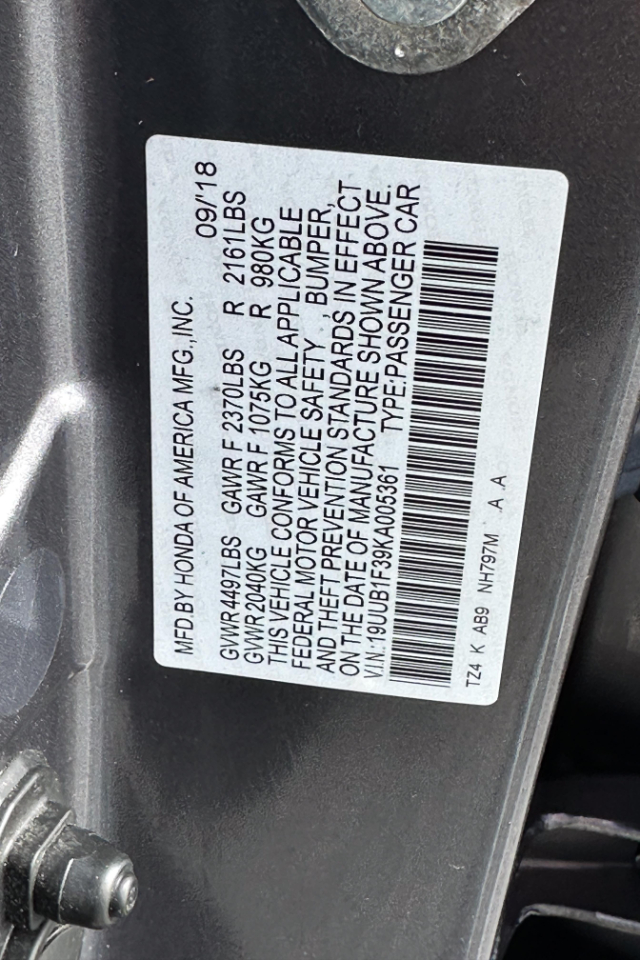 MFD.BY HONDA OF AMERICA MFG.,INC. 09/'18
GVWR4497LBS GAWR F 2370LBS R 2161LBS
GVWR2040KG GAWR F 1075KG R 980KG
THIS VEHICLE CONFORMS TO ALL APPLICABLE
FEDERAL MOTOR VEHICLE SAFETY , BUMPER,
AND THEFT PREVENTION STANDARDS IN EFFECT
ON THE DATE OF MANUFACTURE SHOWN ABOVE.
V.I.N.:19UUB1F39KA005361 TYPE:PASSENGER CAR
TZ4 K AB9 NH797M .A .A